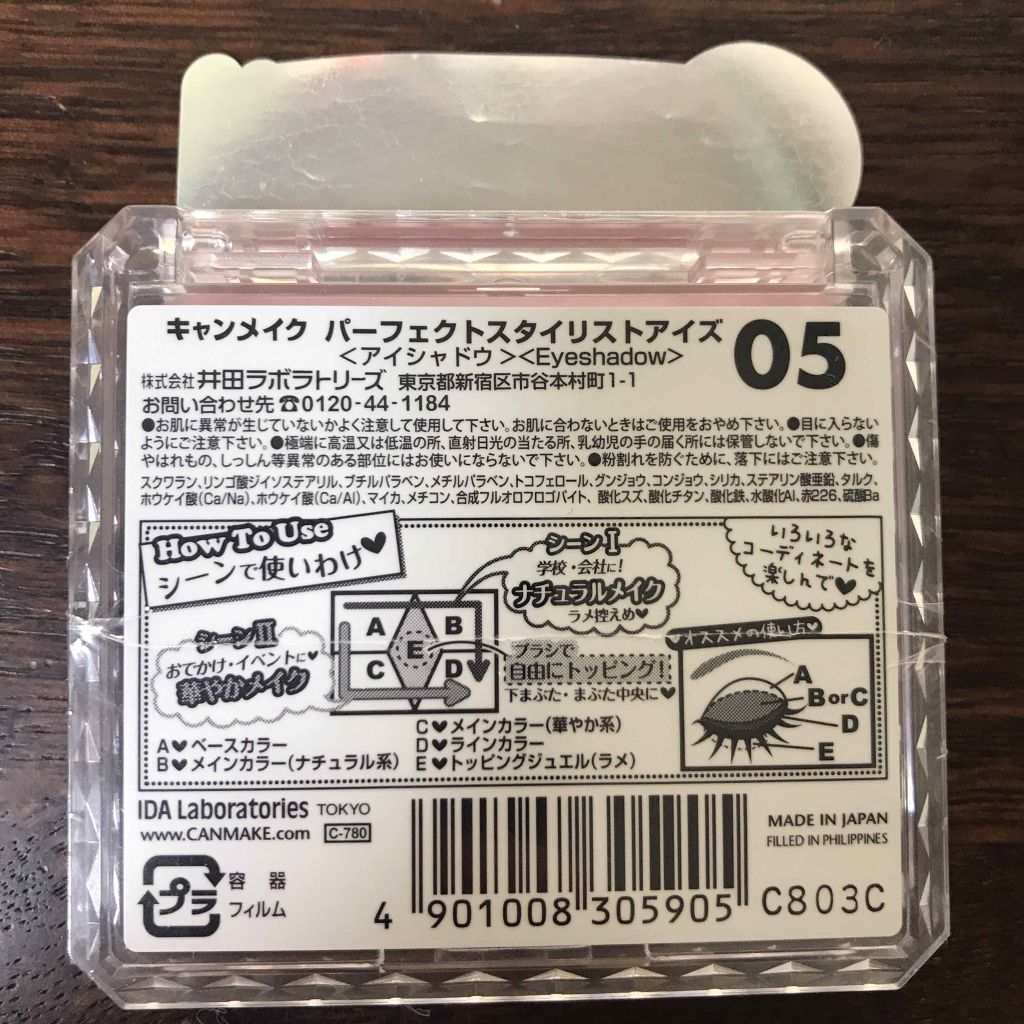 キャンメイク パーフェクトスタイリストアイズ
＜アイシャドウ＞＜Eyeshadow＞
05
株式会社 井田ラボラトリーズ 東京都新宿区市谷本村町1-1
お問い合わせ先☎0120-44-1184
●お肌に異常が生じていないかよく注意して使用して下さい。お肌に合わないときはご使用をおやめ下さい。●目に入らない
ようにご注意下さい。●極端に高温又は低温の所、直射日光の当たる所、乳幼児の手の届く所には保管しないで下さい。●傷
やはれもの、しっしん等異常のある部位にはお使いにならないで下さい。●粉割れを防ぐために、落下にはご注意下さい。
スクワラン、リンゴ酸ジイソステアリル、ブチルパラベン、メチルパラベン、トコフェロール、グンジョウ、コンジョウ、シリカ、ステアリン酸亜鉛、タルク、
ホウケイ酸(Ca/Na)、ホウケイ酸(Ca/Al)、マイカ、メチコン、合成フルオロフロゴパイト、酸化スズ、酸化チタン、酸化鉄、水酸化Al、赤226、硫酸Ba
How To Use
シーンで使いわけ♥
シーンI
学校・会社に!
ナチュラルメイク
ラメ控えめ♥
いろいろな
コーディネートを
楽しんで♥
シーンII
おでかけ・イベントに♥
華やかメイク
A
B
C
D
E
ブラシで
自由にトッピング!
下まぶた・まぶた中央に♥
♥オススメの使い方♥
A
B or C
D
E
A♥ベースカラー
B♥メインカラー(ナチュラル系)
C♥メインカラー(華やか系)
D♥ラインカラー
E♥トッピングジュエル(ラメ)
IDA Laboratories TOKYO
www.CANMAKE.com C-780
MADE IN JAPAN
FILLED IN PHILIPPINES
プラ
容器
フィルム
4 901008 305905
C803C